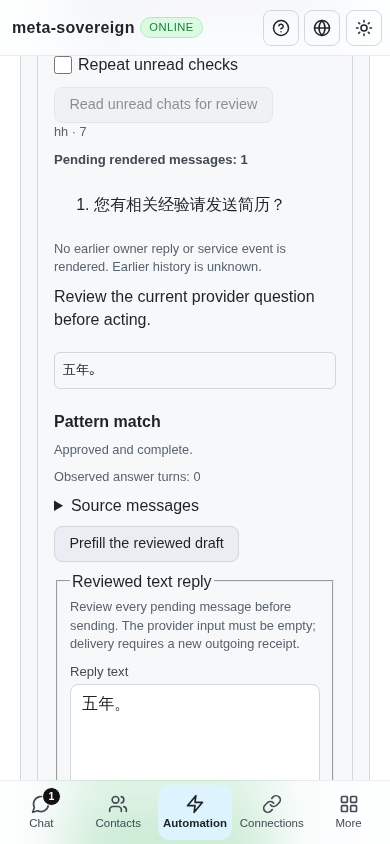 meta-sovereign ONLINE
Repeat unread checks
Read unread chats for review
hh · 7
Pending rendered messages: 1
1. 您有相关经验请发送简历？
No earlier owner reply or service event is
rendered. Earlier history is unknown.
Review the current provider question
before acting.
五年。
Pattern match
Approved and complete.
Observed answer turns: 0
Source messages
Prefill the reviewed draft
Reviewed text reply
Review every pending message before
sending. The provider input must be empty;
delivery requires a new outgoing receipt.
Reply text
五年。
1
Chat Contacts Automation Connections More